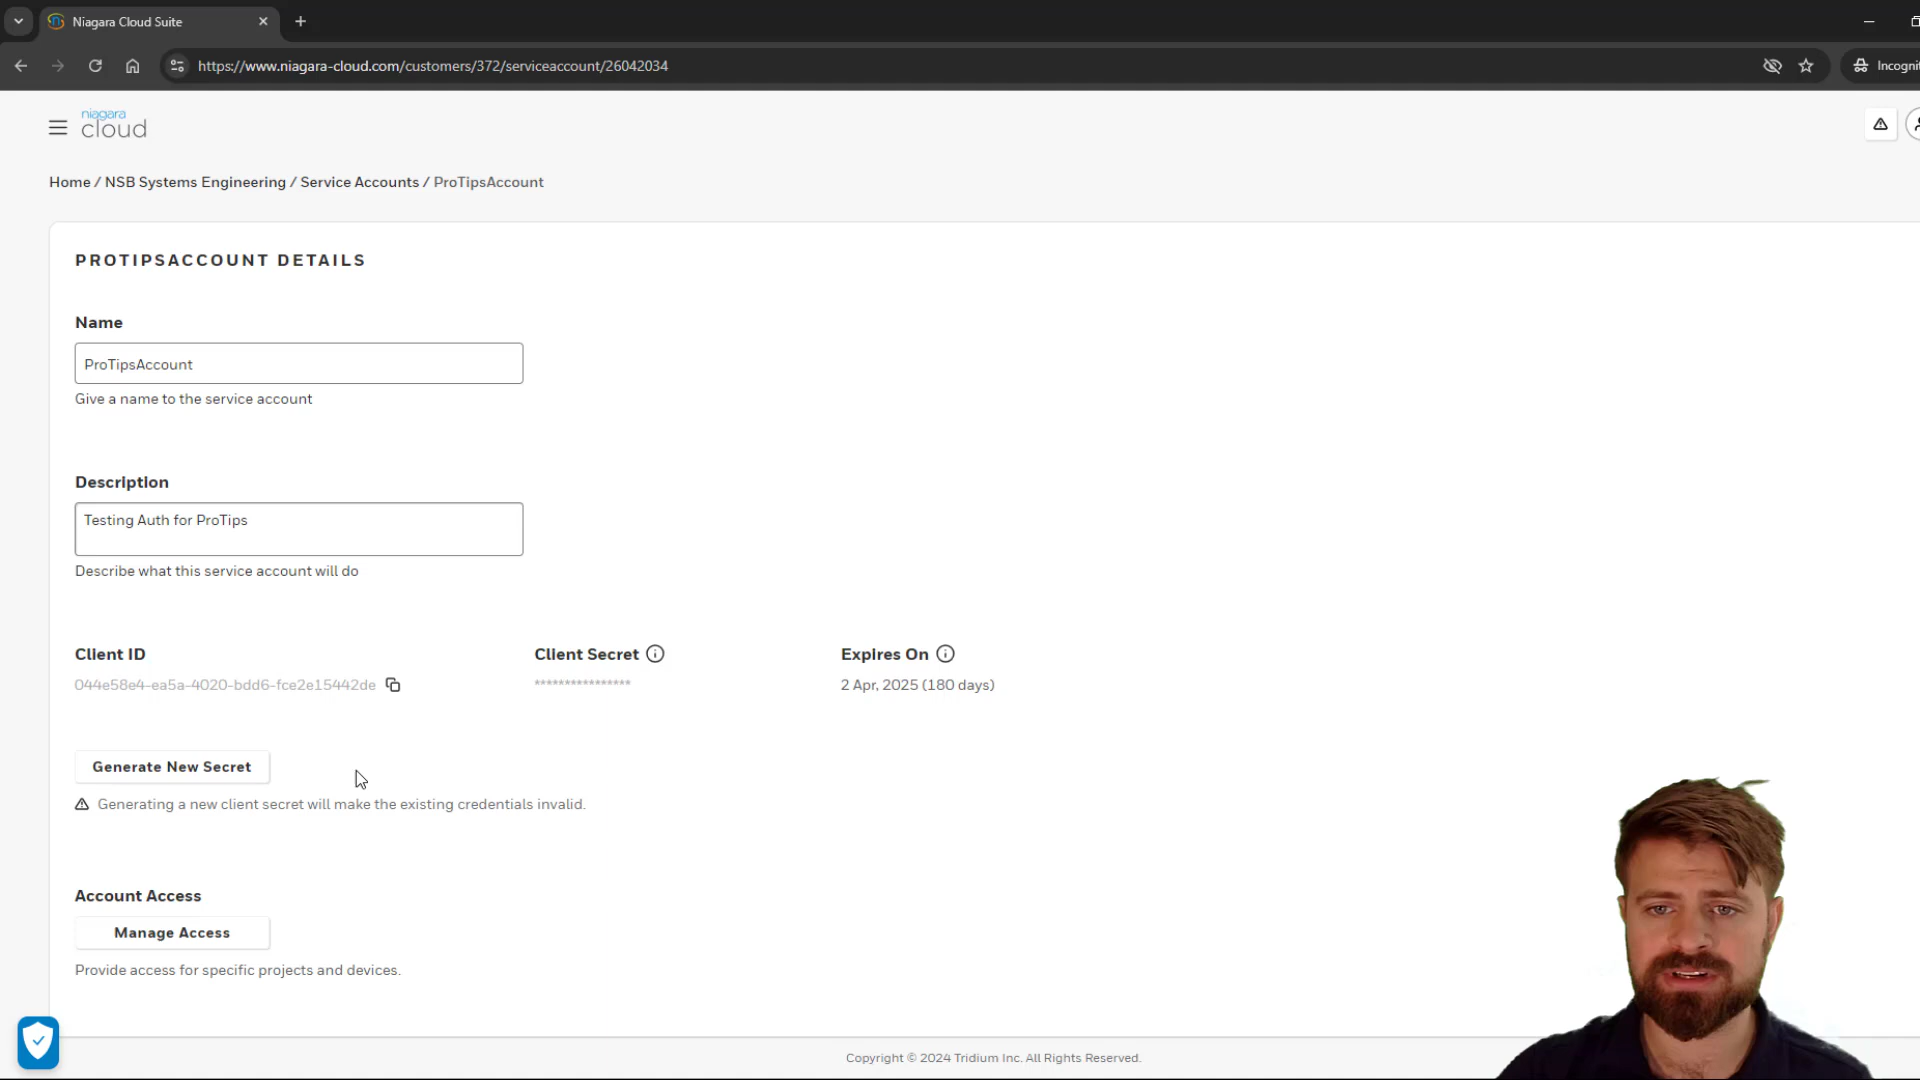 Niagara Cloud Suite
https://www.niagara-cloud.com/customers/372/serviceaccount/26042034
niagara
cloud
Home / NSB Systems Engineering / Service Accounts / ProTipsAccount
PROTIPSACCOUNT DETAILS
Name
ProTipsAccount
Give a name to the service account
Description
Testing Auth for ProTips
Describe what this service account will do
Client ID Client Secret Expires On
044e58e4-ea5a-4020-bdd6-fce2e15442de **************** 2 Apr, 2025 (180 days)
Generate New Secret
Generating a new client secret will make the existing credentials invalid.
Account Access
Manage Access
Provide access for specific projects and devices.
Copyright © 2024 Tridium Inc. All Rights Reserved.